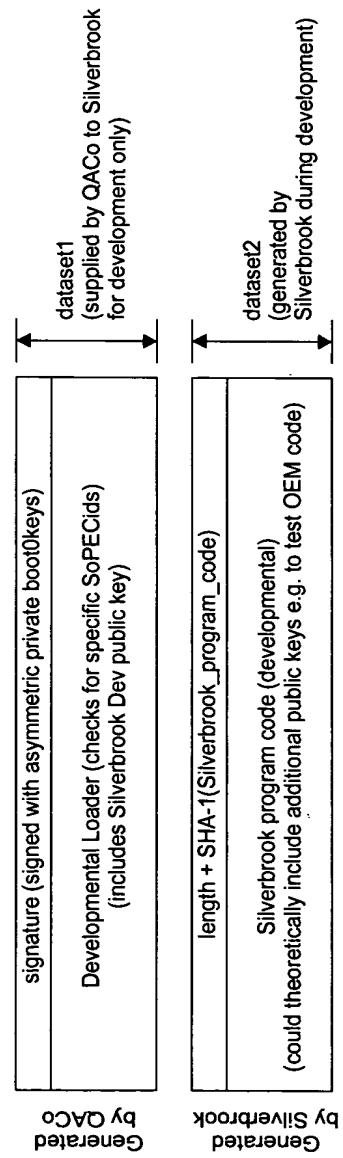 Generated
by QACo
signature (signed with asymmetric private boot0keys)
Developmental Loader (checks for specific SoPECids)
(includes Silverbrook Dev public key)
dataset1
(supplied by QACo to Silverbrook
for development only)
Generated
by Silverbrook
length + SHA-1(Silverbrook_program_code)
Silverbrook program code (developmental)
(could theoretically include additional public keys e.g. to test OEM code)
dataset2
(generated by
Silverbrook during development)